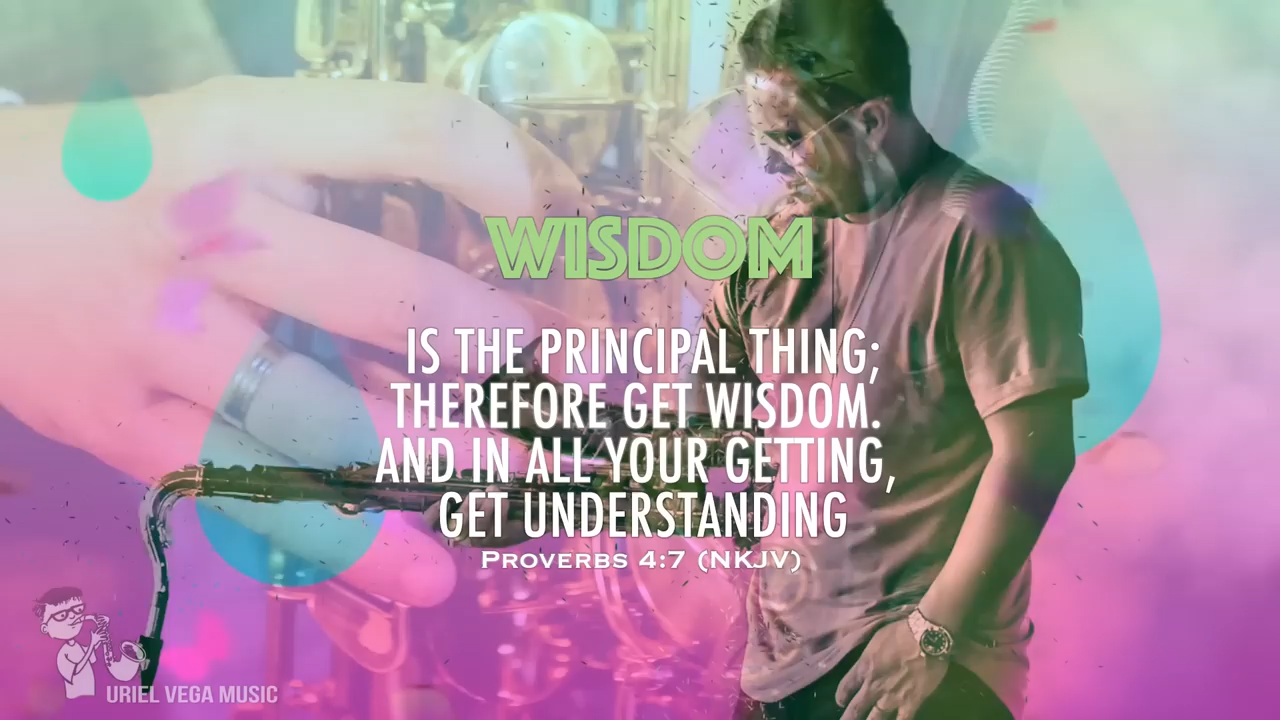 WISDOM
IS THE PRINCIPAL THING;
THEREFORE GET WISDOM.
AND IN ALL YOUR GETTING,
GET UNDERSTANDING
PROVERBS 4:7 (NKJV)
URIEL VEGA MUSIC